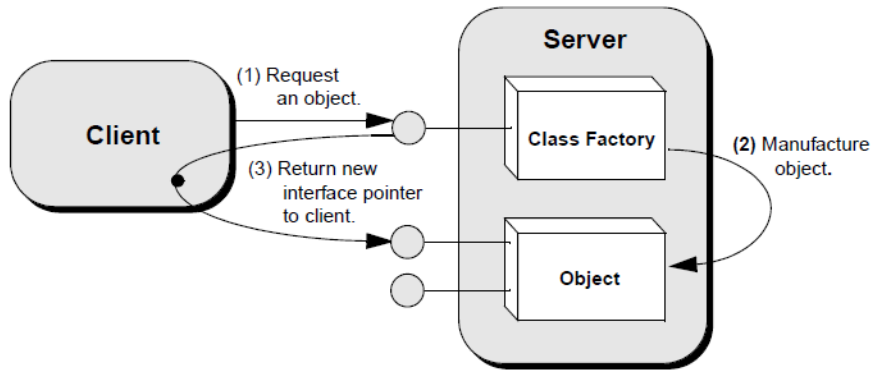 Server
(1) Request
an object.
Client
Class Factory
(2) Manufacture
object.
(3) Return new
interface pointer
to client.
Object